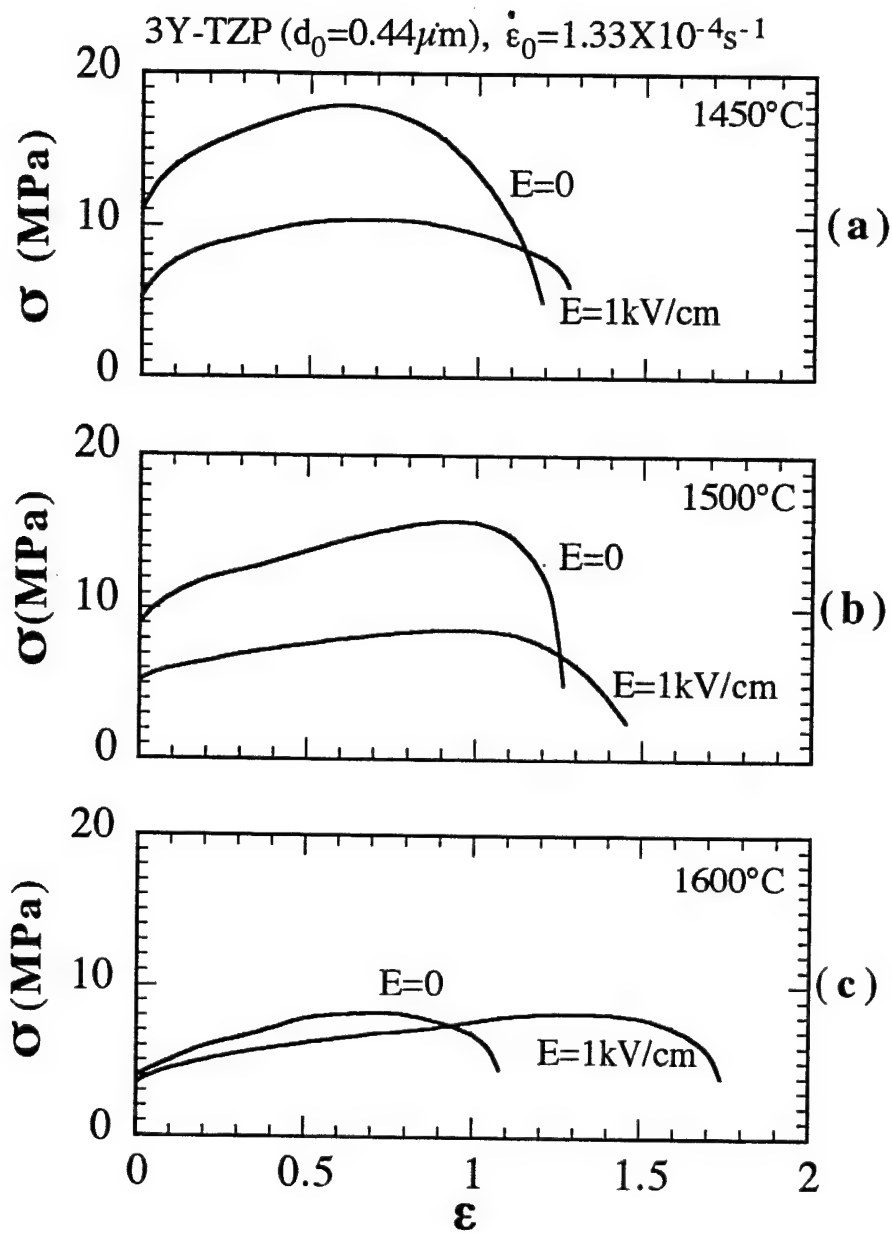 3Y-TZP (d₀=0.44μm), ε̇₀=1.33X10⁻⁴s⁻¹
20
1450°C
E=0
σ (MPa)
10
(a)
E=1kV/cm
0
20
1500°C
E=0
σ(MPa)
10
(b)
E=1kV/cm
0
20
1600°C
E=0
σ (MPa)
10
(c)
E=1kV/cm
0
0 0.5 1 1.5 2
ε